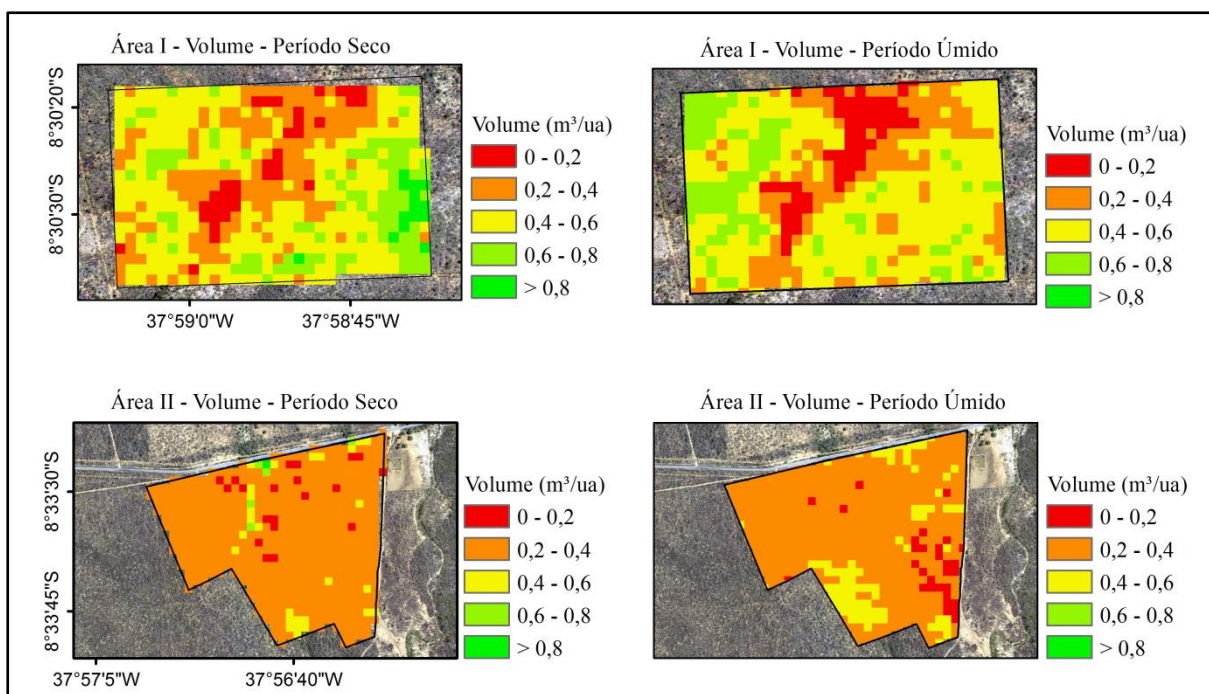 Área I - Volume - Período Seco
8°30'20"S
8°30'30"S
37°59'0"W
37°58'45"W
Volume (m³/ua)
0 - 0,2
0,2 - 0,4
0,4 - 0,6
0,6 - 0,8
> 0,8
Área I - Volume - Período Úmido
Volume (m³/ua)
0 - 0,2
0,2 - 0,4
0,4 - 0,6
0,6 - 0,8
> 0,8
Área II - Volume - Período Seco
8°33'30"S
8°33'45"S
37°57'5"W
37°56'40"W
Volume (m³/ua)
0 - 0,2
0,2 - 0,4
0,4 - 0,6
0,6 - 0,8
> 0,8
Área II - Volume - Período Úmido
Volume (m³/ua)
0 - 0,2
0,2 - 0,4
0,4 - 0,6
0,6 - 0,8
> 0,8